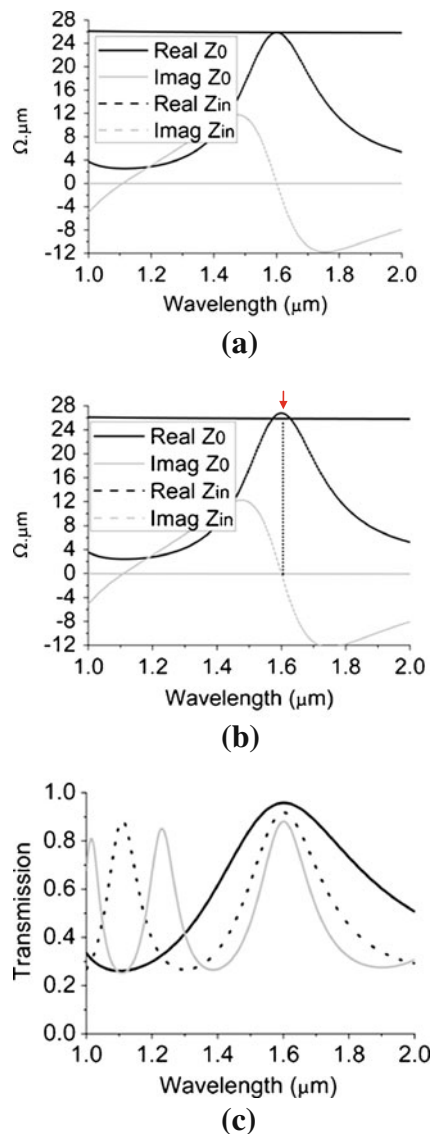 28
24
20
16
12
8
4
0
-4
-8
-12
Ω.μm
Real Z0
Imag Z0
Real Zin
Imag Zin
1.0 1.2 1.4 1.6 1.8 2.0
Wavelength (μm)
(a)
28
24
20
16
12
8
4
0
-4
-8
-12
Ω.μm
Real Z0
Imag Z0
Real Zin
Imag Zin
1.0 1.2 1.4 1.6 1.8 2.0
Wavelength (μm)
(b)
1.0
0.8
0.6
0.4
0.2
0.0
Transmission
1.0 1.2 1.4 1.6 1.8 2.0
Wavelength (μm)
(c)